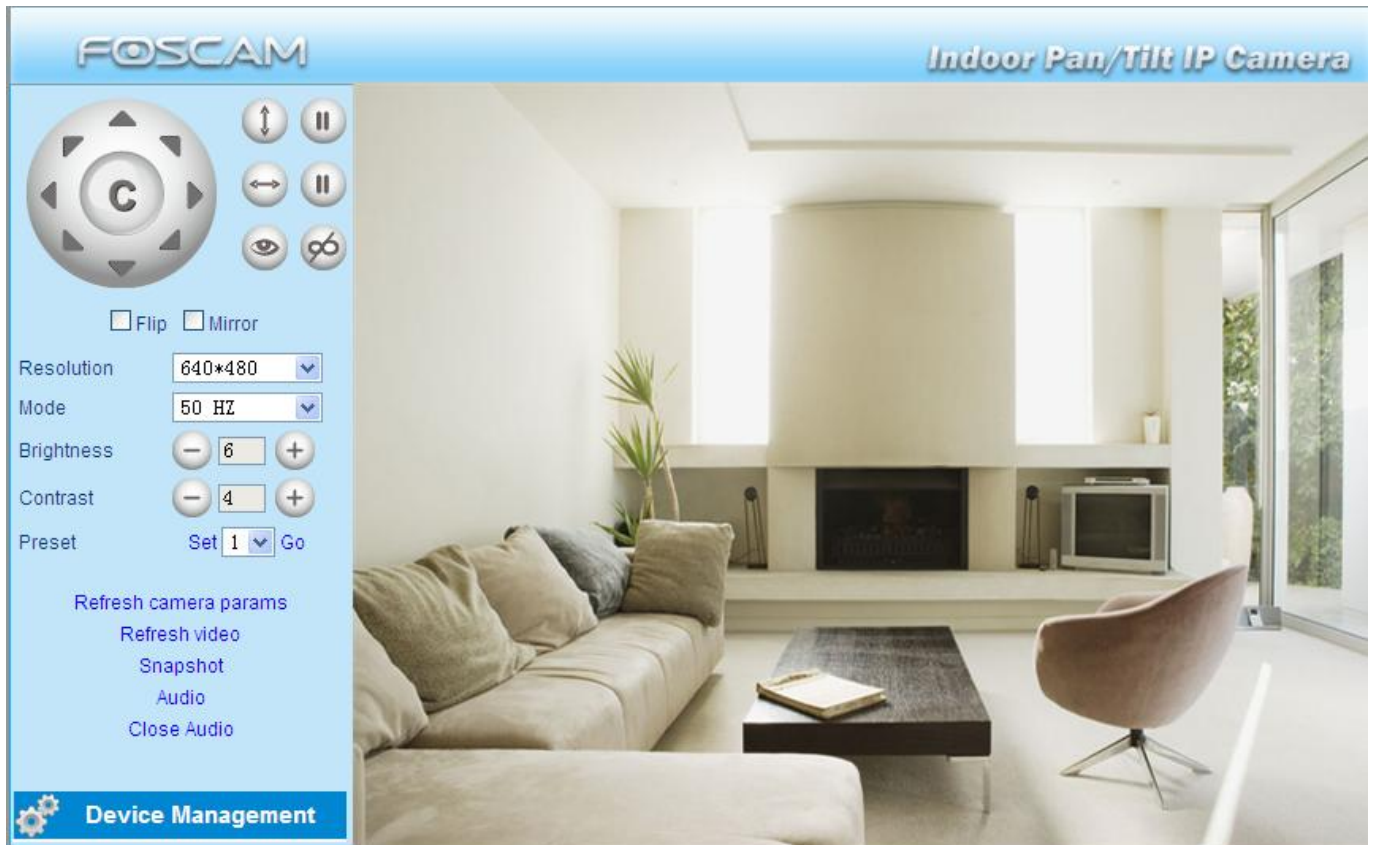 FOSCAM
Indoor Pan/Tilt IP Camera
C
Flip Mirror
Resolution 640*480
Mode 50 HZ
Brightness 6
Contrast 4
Preset Set 1 Go
Refresh camera params
Refresh video
Snapshot
Audio
Close Audio
Device Management